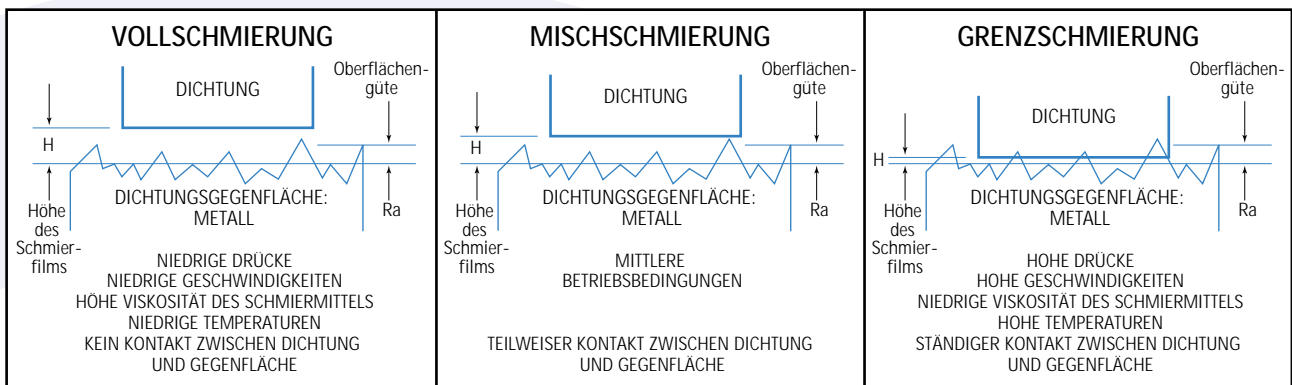 VOLLSCHMIERUNG
Oberflächen-
güte
DICHTUNG
H
DICHTUNGSGEGENFLÄCHE:
METALL
Ra
Höhe
des
Schmier-
films
NIEDRIGE DRÜCKE
NIEDRIGE GESCHWINDIGKEITEN
HÖHE VISKOSITÄT DES SCHMIERMITTELS
NIEDRIGE TEMPERATUREN
KEIN KONTAKT ZWISCHEN DICHTUNG
UND GEGENFLÄCHE
MISCHSCHMIERUNG
Oberflächen-
güte
DICHTUNG
H
DICHTUNGSGEGENFLÄCHE:
METALL
Ra
Höhe
des
Schmier-
films
MITTLERE
BETRIEBSBEDINGUNGEN
TEILWEISER KONTAKT ZWISCHEN DICHTUNG
UND GEGENFLÄCHE
GRENZSCHMIERUNG
Oberflächen-
güte
DICHTUNG
H
DICHTUNGSGEGENFLÄCHE:
METALL
Ra
Höhe
des
Schmier-
films
HOHE DRÜCKE
HOHE GESCHWINDIGKEITEN
NIEDRIGE VISKOSITÄT DES SCHMIERMITTELS
HOHE TEMPERATUREN
STÄNDIGER KONTAKT ZWISCHEN DICHTUNG
UND GEGENFLÄCHE